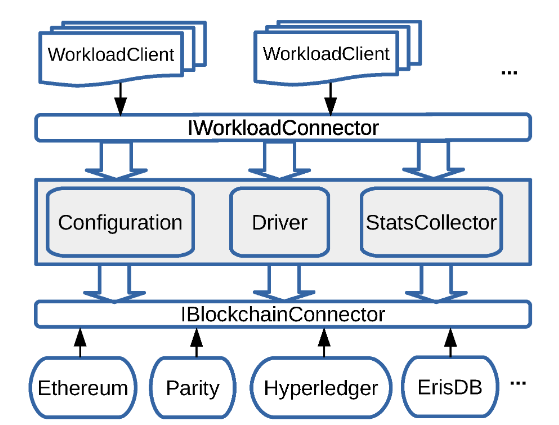 WorkloadClient
WorkloadClient
...
IWorkloadConnector
Configuration
Driver
StatsCollector
IBlockchainConnector
Ethereum
Parity
Hyperledger
ErisDB
...